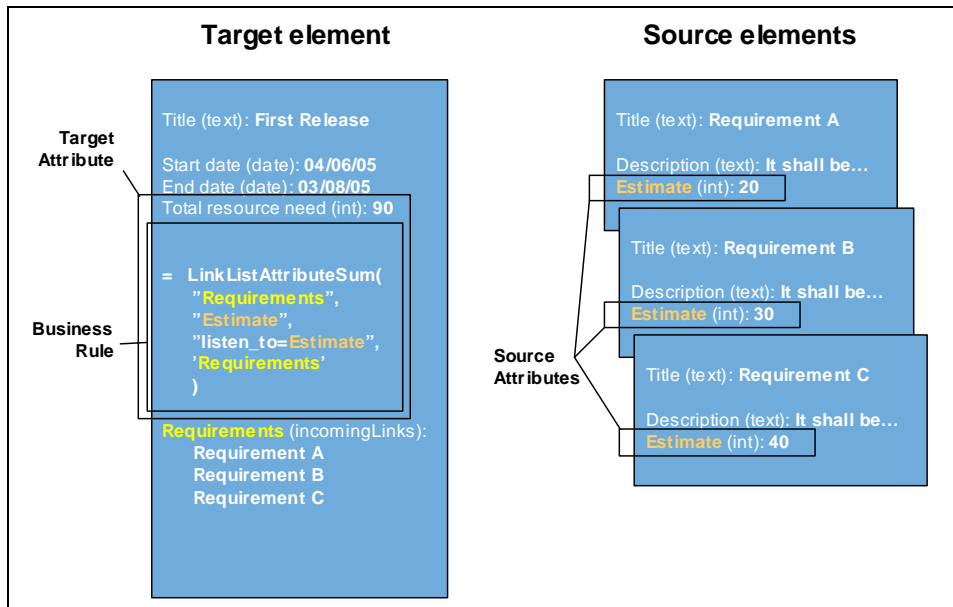 Target element
Source elements
Target
Attribute
Business
Rule
Title (text): First Release
Start date (date): 04/06/05
End date (date): 03/08/05
Total resource need (int): 90
= LinkListAttributeSum(
”Requirements”,
”Estimate”,
”listen_to=Estimate”,
’Requirements’
)
Requirements (incomingLinks):
Requirement A
Requirement B
Requirement C
Source
Attributes
Title (text): Requirement A
Description (text): It shall be…
Estimate (int): 20
Title (text): Requirement B
Description (text): It shall be…
Estimate (int): 30
Title (text): Requirement C
Description (text): It shall be…
Estimate (int): 40